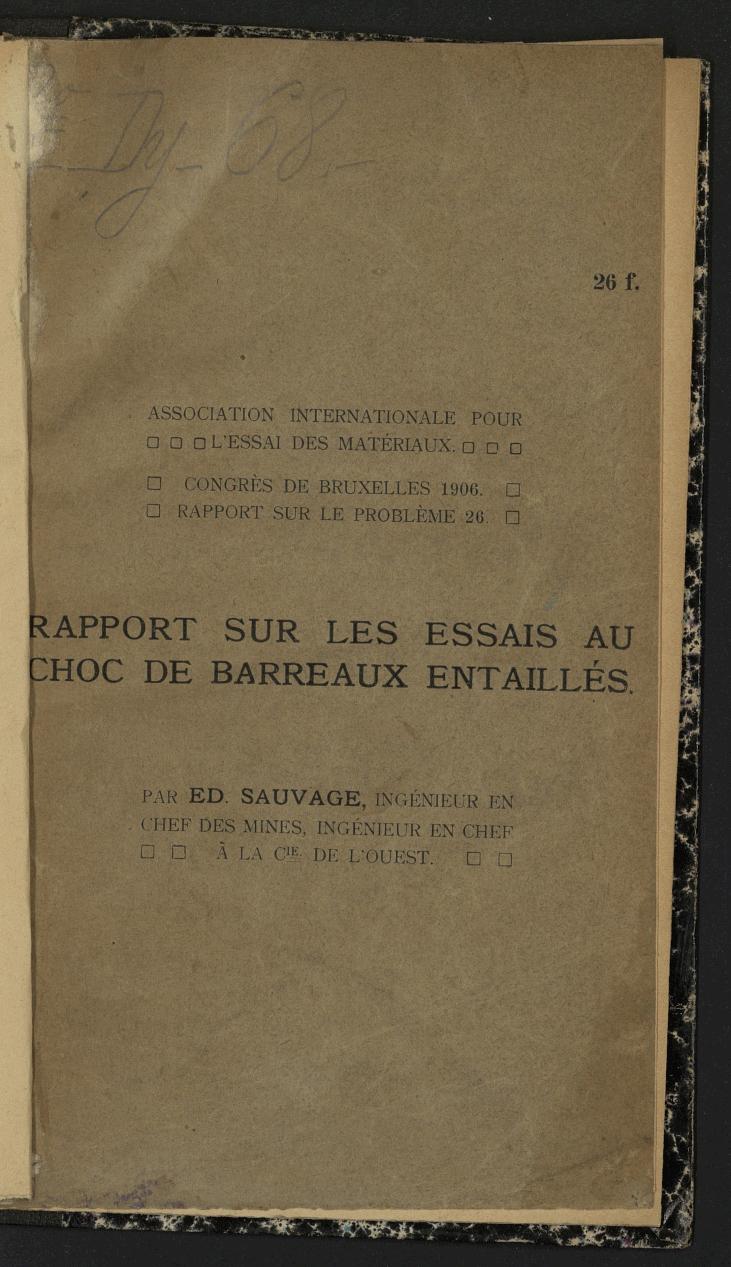 Dy_68._
26 f.
ASSOCIATION INTERNATIONALE POUR
□ □ □ L'ESSAI DES MATÉRIAUX. □ □ □
□ CONGRÈS DE BRUXELLES 1906. □
□ RAPPORT SUR LE PROBLÈME 26. □
RAPPORT SUR LES ESSAIS AU
CHOC DE BARREAUX ENTAILLÉS.
PAR ED. SAUVAGE, INGÉNIEUR EN
CHEF DES MINES, INGÉNIEUR EN CHEF
□ □ À LA CIE. DE L'OUEST. □ □